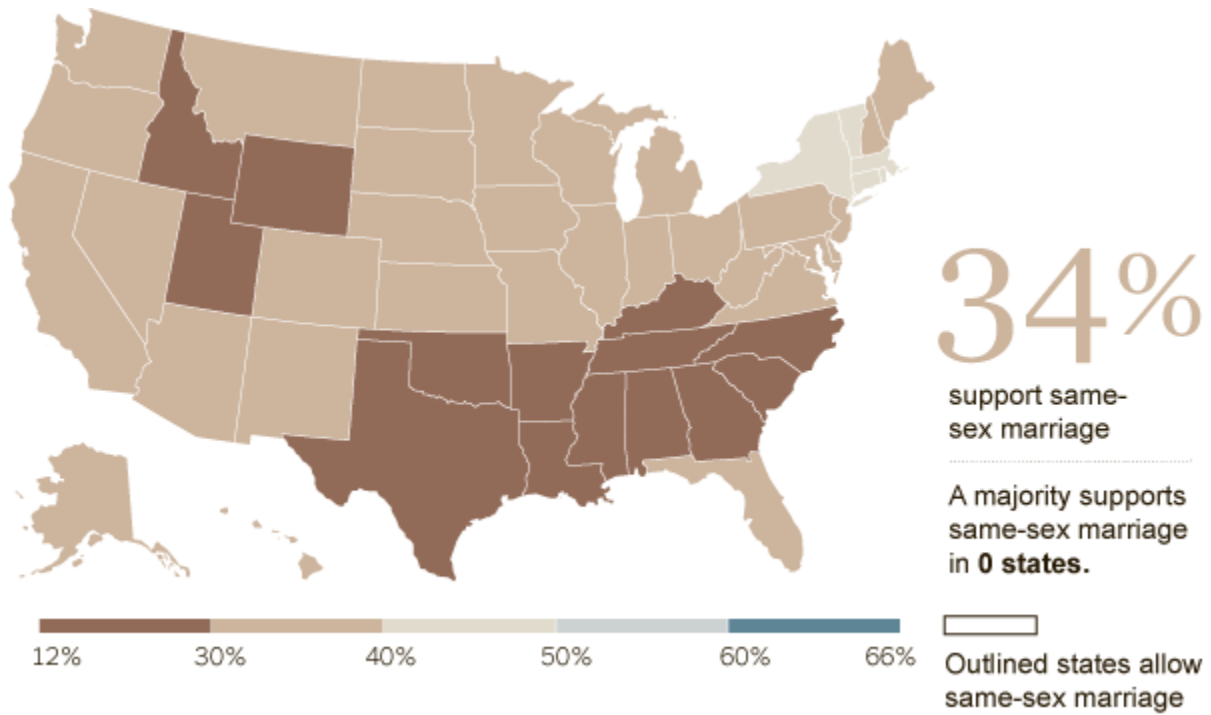 34%
support same-
sex marriage
A majority supports
same-sex marriage
in 0 states.
12% 30% 40% 50% 60% 66%
Outlined states allow
same-sex marriage